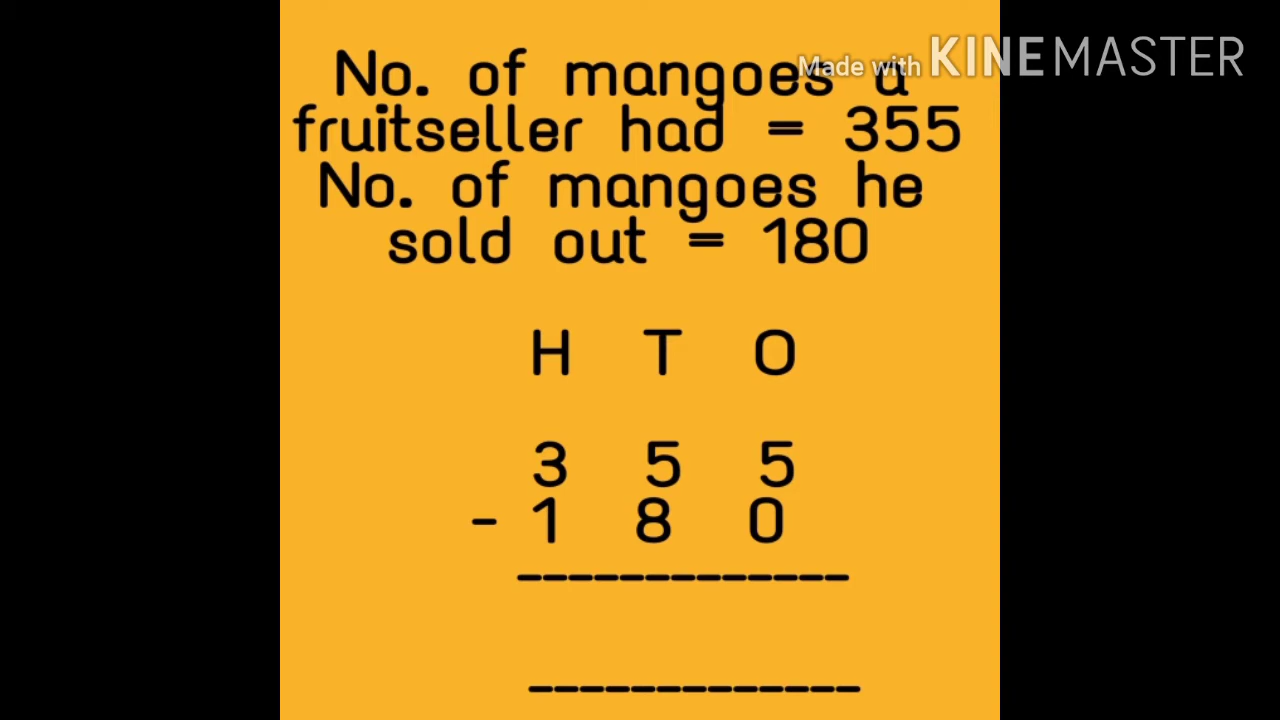 No. of mangoes a
Made with KINEMASTER
fruitseller had = 355
No. of mangoes he
sold out = 180
H T O
3 5 5
- 1 8 0
-------------
-------------